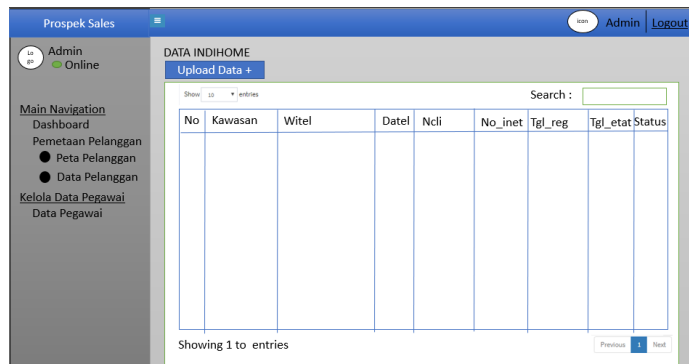 Prospek Sales
icon
Admin
Logout
Lo
go
Admin
Online
Main Navigation
Dashboard
Pemetaan Pelanggan
Peta Pelanggan
Data Pelanggan
Kelola Data Pegawai
Data Pegawai
DATA INDIHOME
Upload Data +
Show 10 entries
Search :
No Kawasan Witel Datel Ncli No_inet Tgl_reg Tgl_etat Status
Showing 1 to entries
Previous 1 Next